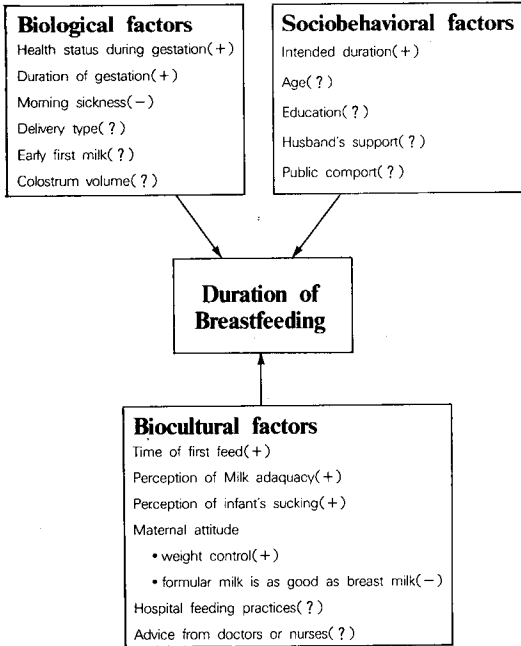 Biological factors
Health status during gestation(+)
Duration of gestation(+)
Morning sickness(−)
Delivery type(?)
Early first milk(?)
Colostrum volume(?)
Sociobehavioral factors
Intended duration(+)
Age(?)
Education(?)
Husband's support(?)
Public comport(?)
Duration of
Breastfeeding
Biocultural factors
Time of first feed(+)
Perception of Milk adaquacy(+)
Perception of infant's sucking(+)
Maternal attitude
• weight control(+)
• formular milk is as good as breast milk(−)
Hospital feeding practices(?)
Advice from doctors or nurses(?)